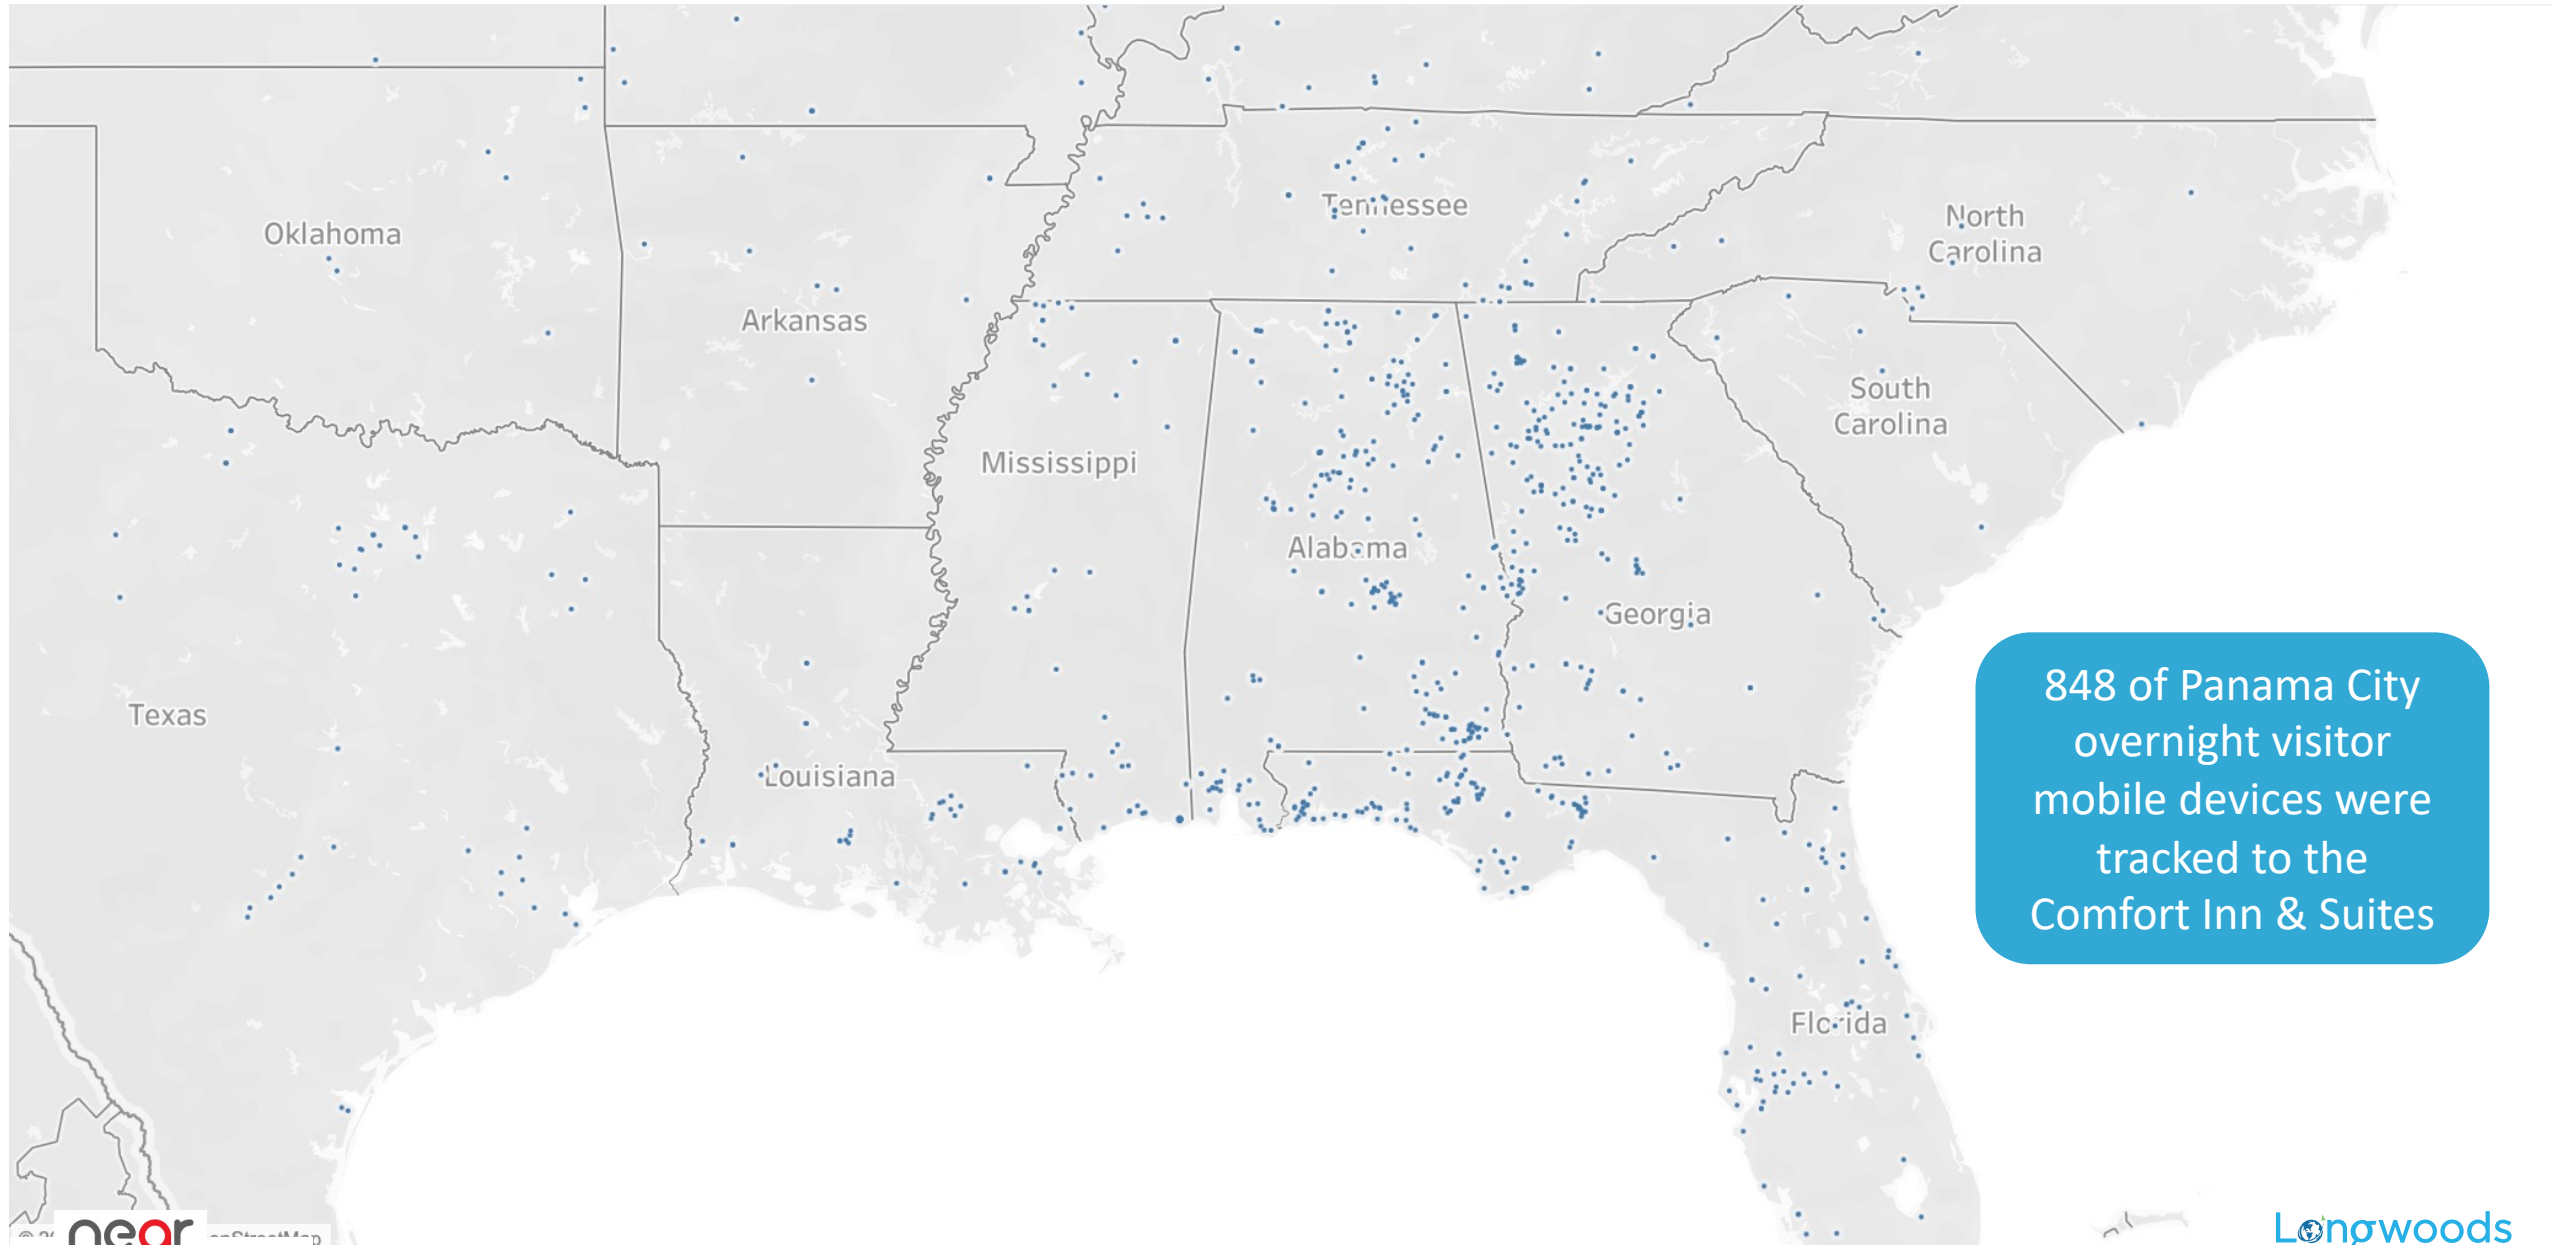 Oklahoma
Tennessee
North
Carolina
Arkansas
South
Carolina
Mississippi
Alabama
Georgia
Texas
Louisiana
Florida
848 of Panama City
overnight visitor
mobile devices were
tracked to the
Comfort Inn & Suites
near
Longwoods